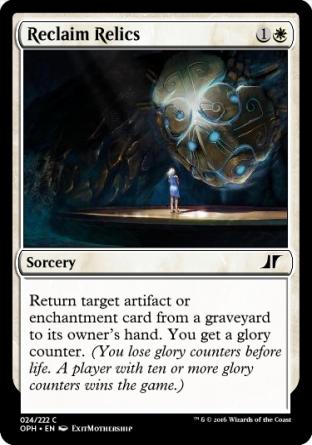 Reclaim Relics 1
Sorcery
Return target artifact or
enchantment card from a graveyard
to its owner's hand. You get a glory
counter. (You lose glory counters before
life. A player with ten or more glory
counters wins the game.)
024/222 C
OPH • EN ExitMothership
™ & © 2016 Wizards of the Coast